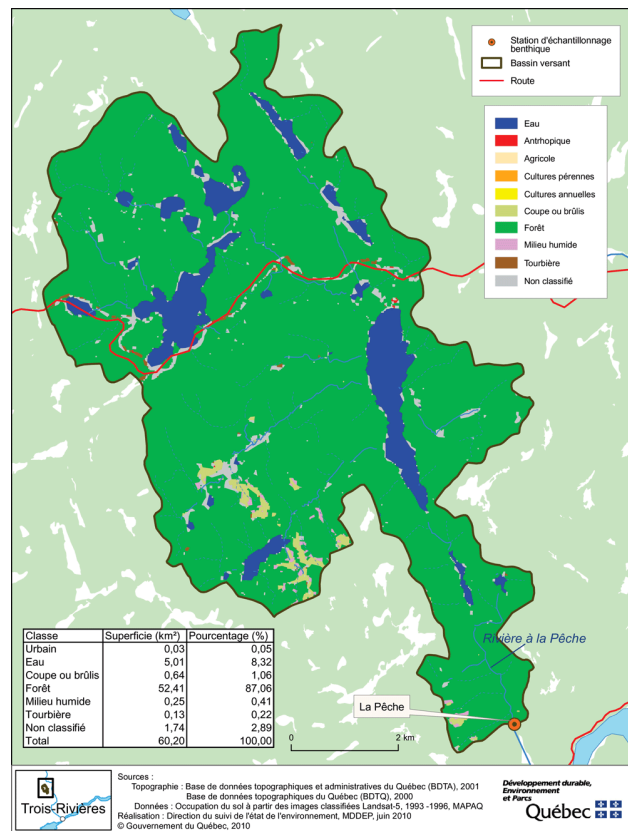 Station d'échantillonnage
benthique
Bassin versant
Route
Eau
Antrhopique
Agricole
Cultures pérennes
Cultures annuelles
Coupe ou brûlis
Forêt
Milieu humide
Tourbière
Non classifié
Rivière à la Pêche
La Pêche
Classe Superficie (km²) Pourcentage (%)
Urbain 0,03 0,05
Eau 5,01 8,32
Coupe ou brûlis 0,64 1,06
Forêt 52,41 87,06
Milieu humide 0,25 0,41
Tourbière 0,13 0,22
Non classifié 1,74 2,89
Total 60,20 100,00
0 2 km
Trois-Rivières
Sources :
Topographie : Base de données topographiques et administratives du Québec (BDTA), 2001
Base de données topographiques du Québec (BDTQ), 2000
Données : Occupation du sol à partir des images classifiées Landsat-5, 1993 -1996, MAPAQ
Réalisation : Direction du suivi de l'état de l'environnement, MDDEP, juin 2010
© Gouvernement du Québec, 2010
Développement durable,
Environnement
et Parcs
Québec